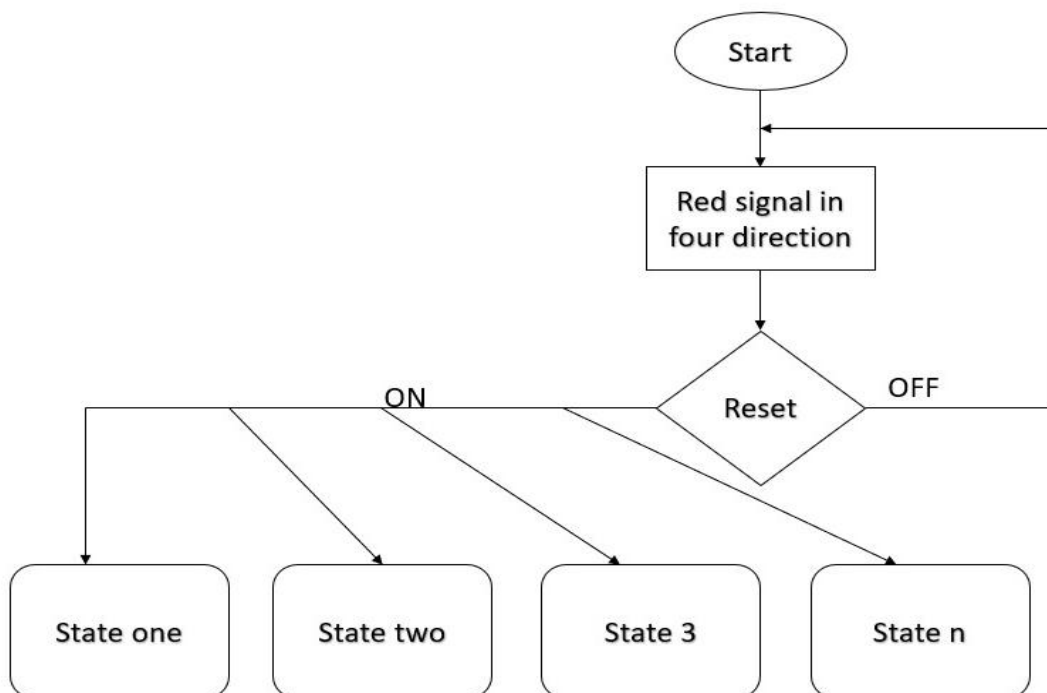 Start
Red signal in
four direction
Reset
ON
OFF
State one
State two
State 3
State n